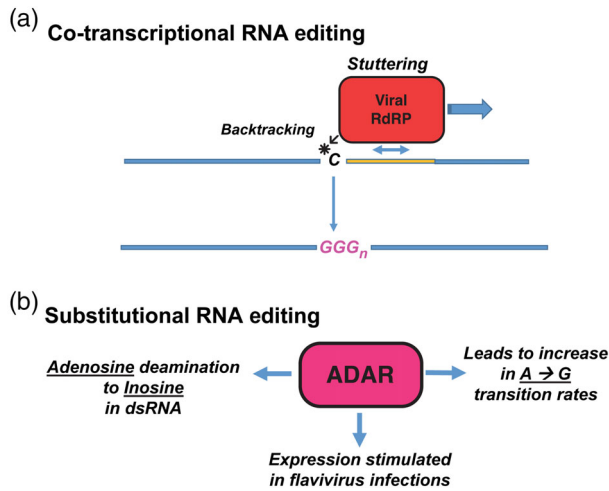 (a)
Co-transcriptional RNA editing
Stuttering
Viral
RdRP
Backtracking
*
C
GGGn
(b)
Substitutional RNA editing
Adenosine deamination
to Inosine
in dsRNA
ADAR
Leads to increase
in A → G
transition rates
Expression stimulated
in flavivirus infections